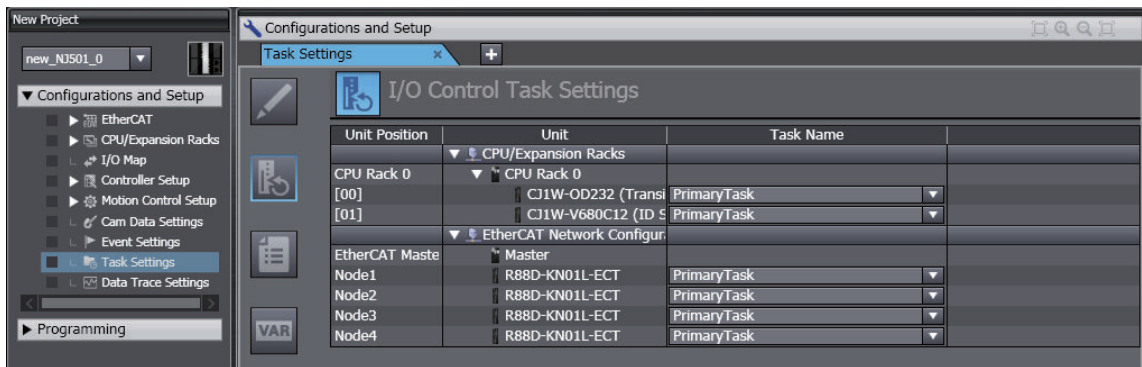 New Project
new_NJ501_0
Configurations and Setup
EtherCAT
CPU/Expansion Racks
I/O Map
Controller Setup
Motion Control Setup
Cam Data Settings
Event Settings
Task Settings
Data Trace Settings
Programming
Configurations and Setup
Task Settings
I/O Control Task Settings
Unit Position Unit Task Name
CPU/Expansion Racks
CPU Rack 0 CPU Rack 0
[00] CJ1W-OD232 (Transi PrimaryTask
[01] CJ1W-V680C12 (ID S PrimaryTask
EtherCAT Network Configur
EtherCAT Maste Master
Node1 R88D-KN01L-ECT PrimaryTask
Node2 R88D-KN01L-ECT PrimaryTask
Node3 R88D-KN01L-ECT PrimaryTask
Node4 R88D-KN01L-ECT PrimaryTask
VAR